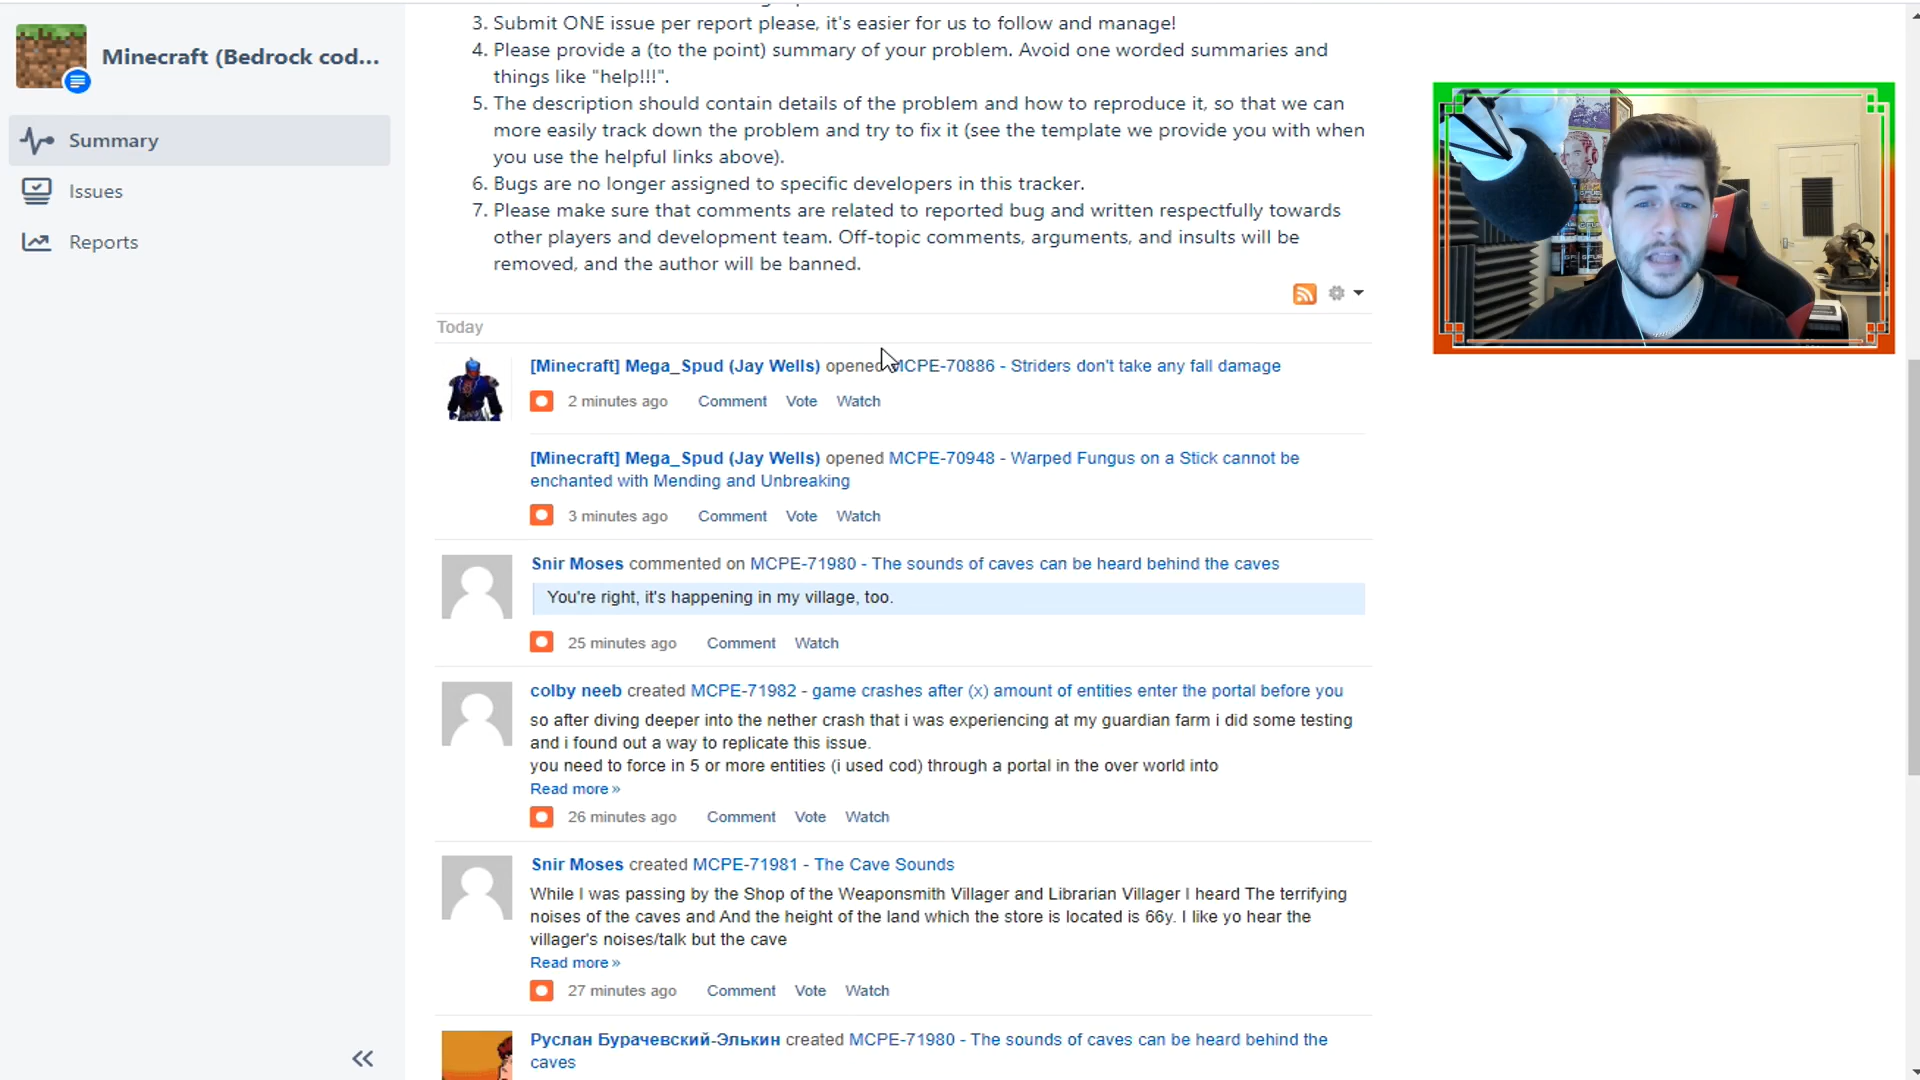 Minecraft (Bedrock cod...
Summary
Issues
Reports
3. Submit ONE issue per report please, it's easier for us to follow and manage!
4. Please provide a (to the point) summary of your problem. Avoid one worded summaries and
things like "help!!!".
5. The description should contain details of the problem and how to reproduce it, so that we can
more easily track down the problem and try to fix it (see the template we provide you with when
you use the helpful links above).
6. Bugs are no longer assigned to specific developers in this tracker.
7. Please make sure that comments are related to reported bug and written respectfully towards
other players and development team. Off-topic comments, arguments, and insults will be
removed, and the author will be banned.
Today
[Minecraft] Mega_Spud (Jay Wells) opened MCPE-70886 - Striders don't take any fall damage
2 minutes ago Comment Vote Watch
[Minecraft] Mega_Spud (Jay Wells) opened MCPE-70948 - Warped Fungus on a Stick cannot be
enchanted with Mending and Unbreaking
3 minutes ago Comment Vote Watch
Snir Moses commented on MCPE-71980 - The sounds of caves can be heard behind the caves
You're right, it's happening in my village, too.
25 minutes ago Comment Watch
colby neeb created MCPE-71982 - game crashes after (x) amount of entities enter the portal before you
so after diving deeper into the nether crash that i was experiencing at my guardian farm i did some testing
and i found out a way to replicate this issue.
you need to force in 5 or more entities (i used cod) through a portal in the over world into
Read more »
26 minutes ago Comment Vote Watch
Snir Moses created MCPE-71981 - The Cave Sounds
While I was passing by the Shop of the Weaponsmith Villager and Librarian Villager I heard The terrifying
noises of the caves and And the height of the land which the store is located is 66y. I like yo hear the
villager's noises/talk but the cave
Read more »
27 minutes ago Comment Vote Watch
Руслан Бурачевский-Элькин created MCPE-71980 - The sounds of caves can be heard behind the
caves